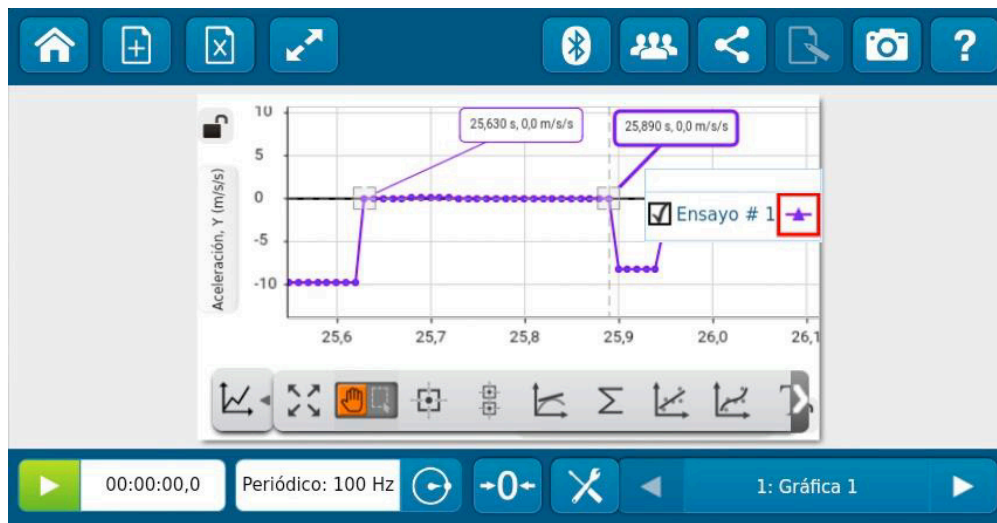 ?
10
5
0
-5
-10
Aceleración, Y (m/s/s)
25,630 s, 0,0 m/s/s
25,890 s, 0,0 m/s/s
Ensayo # 1
25,6
25,7
25,8
25,9
26,0
26,1
00:00:00,0
Periódico: 100 Hz
→0←
1: Gráfica 1